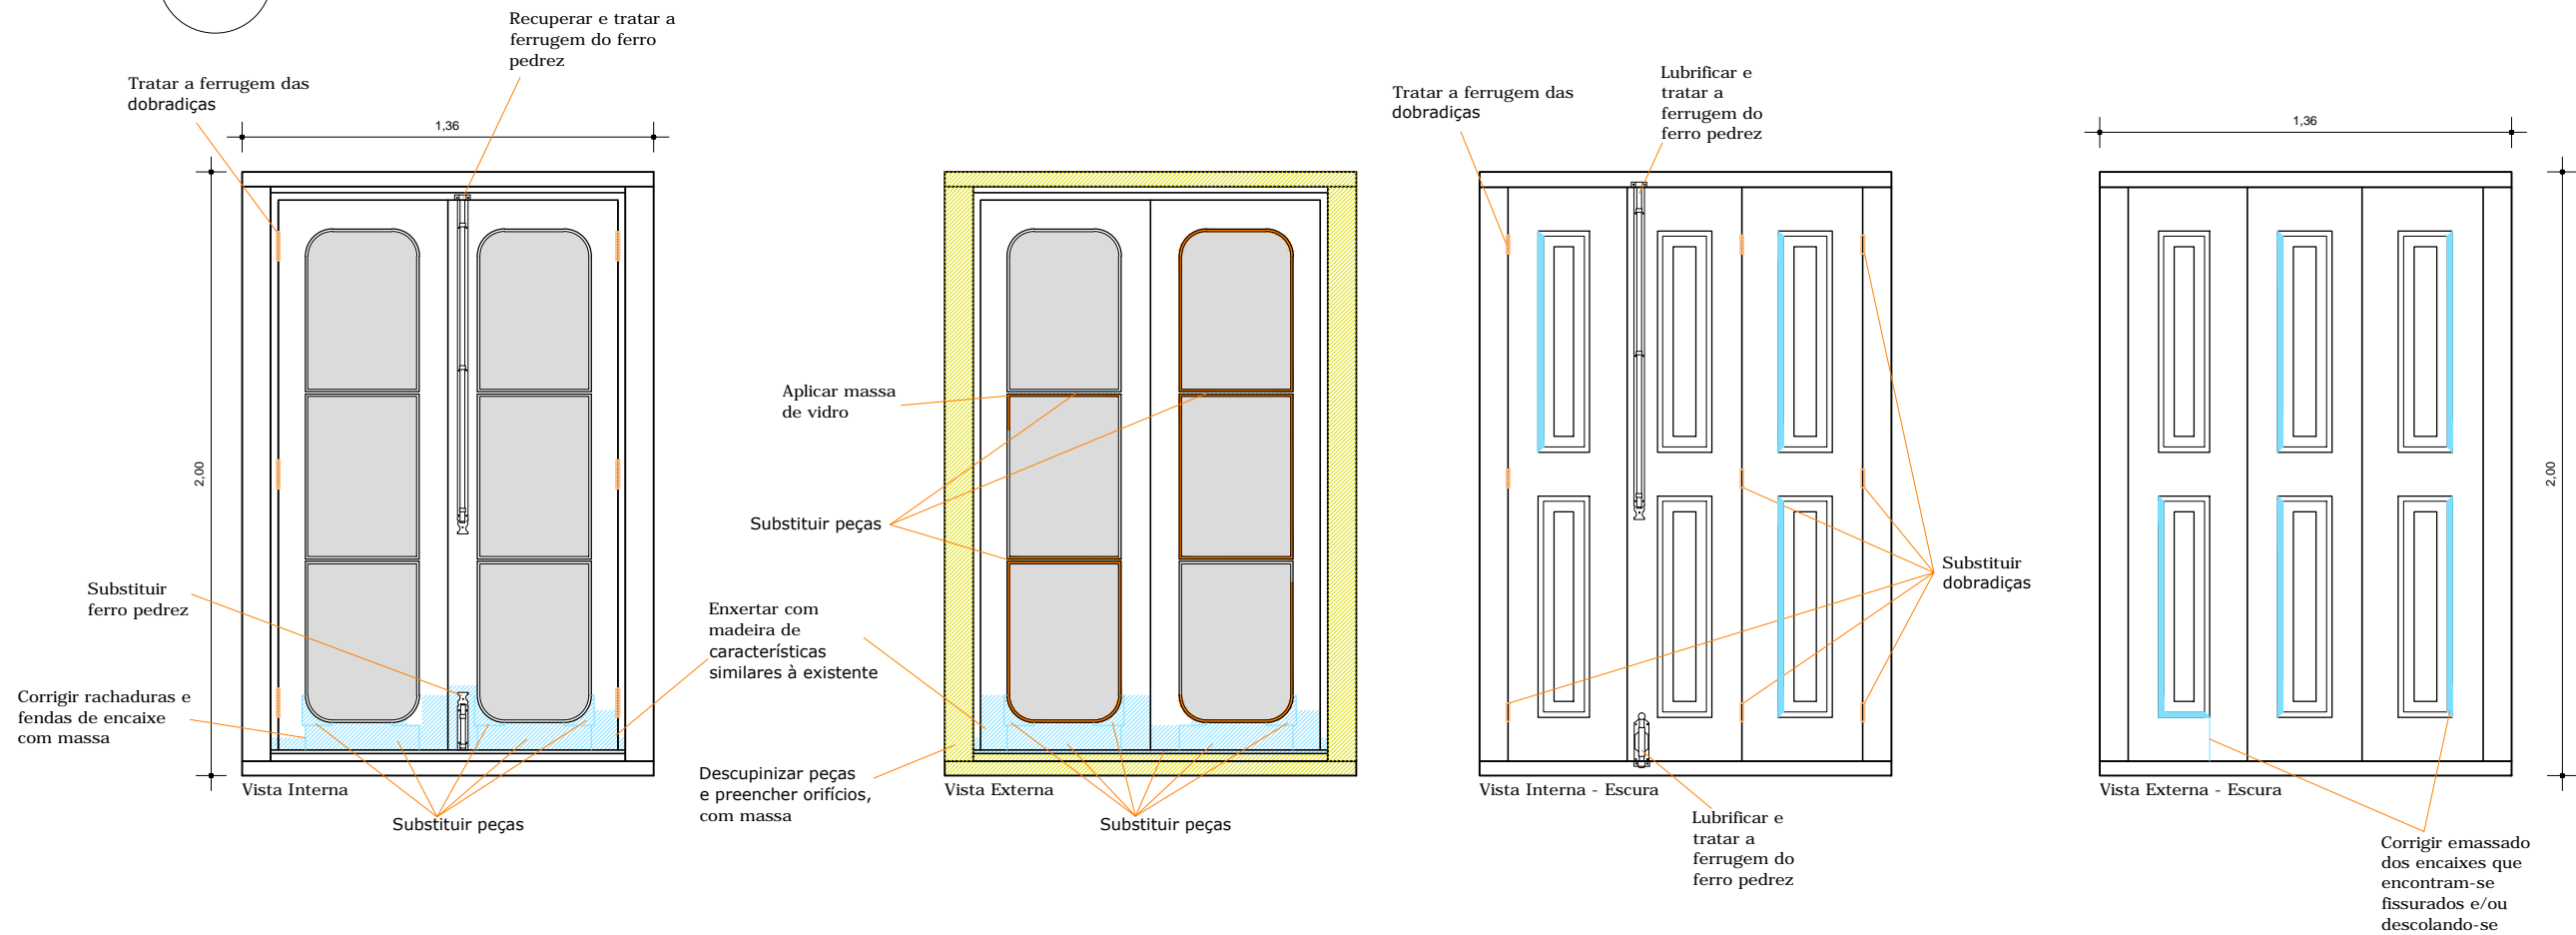 Recuperar e tratar a
ferrugem do ferro
pedrez
Tratar a ferrugem das
dobradiças
1,36
2,00
Substituir
ferro pedrez
Corrigir rachaduras e
fendas de encaixe
com massa
Vista Interna
Substituir peças
Aplicar massa
de vidro
Substituir peças
Enxertar com
madeira de
características
similares à existente
Descupinizar peças
e preencher orifícios,
com massa
Vista Externa
Substituir peças
Tratar a ferrugem das
dobradiças
Lubrificar e
tratar a
ferrugem do
ferro pedrez
Substituir
dobradiças
Vista Interna - Escura
Lubrificar e
tratar a
ferrugem do
ferro pedrez
1,36
2,00
Vista Externa - Escura
Corrigir emassado
dos encaixes que
encontram-se
fissurados e/ou
descolando-se